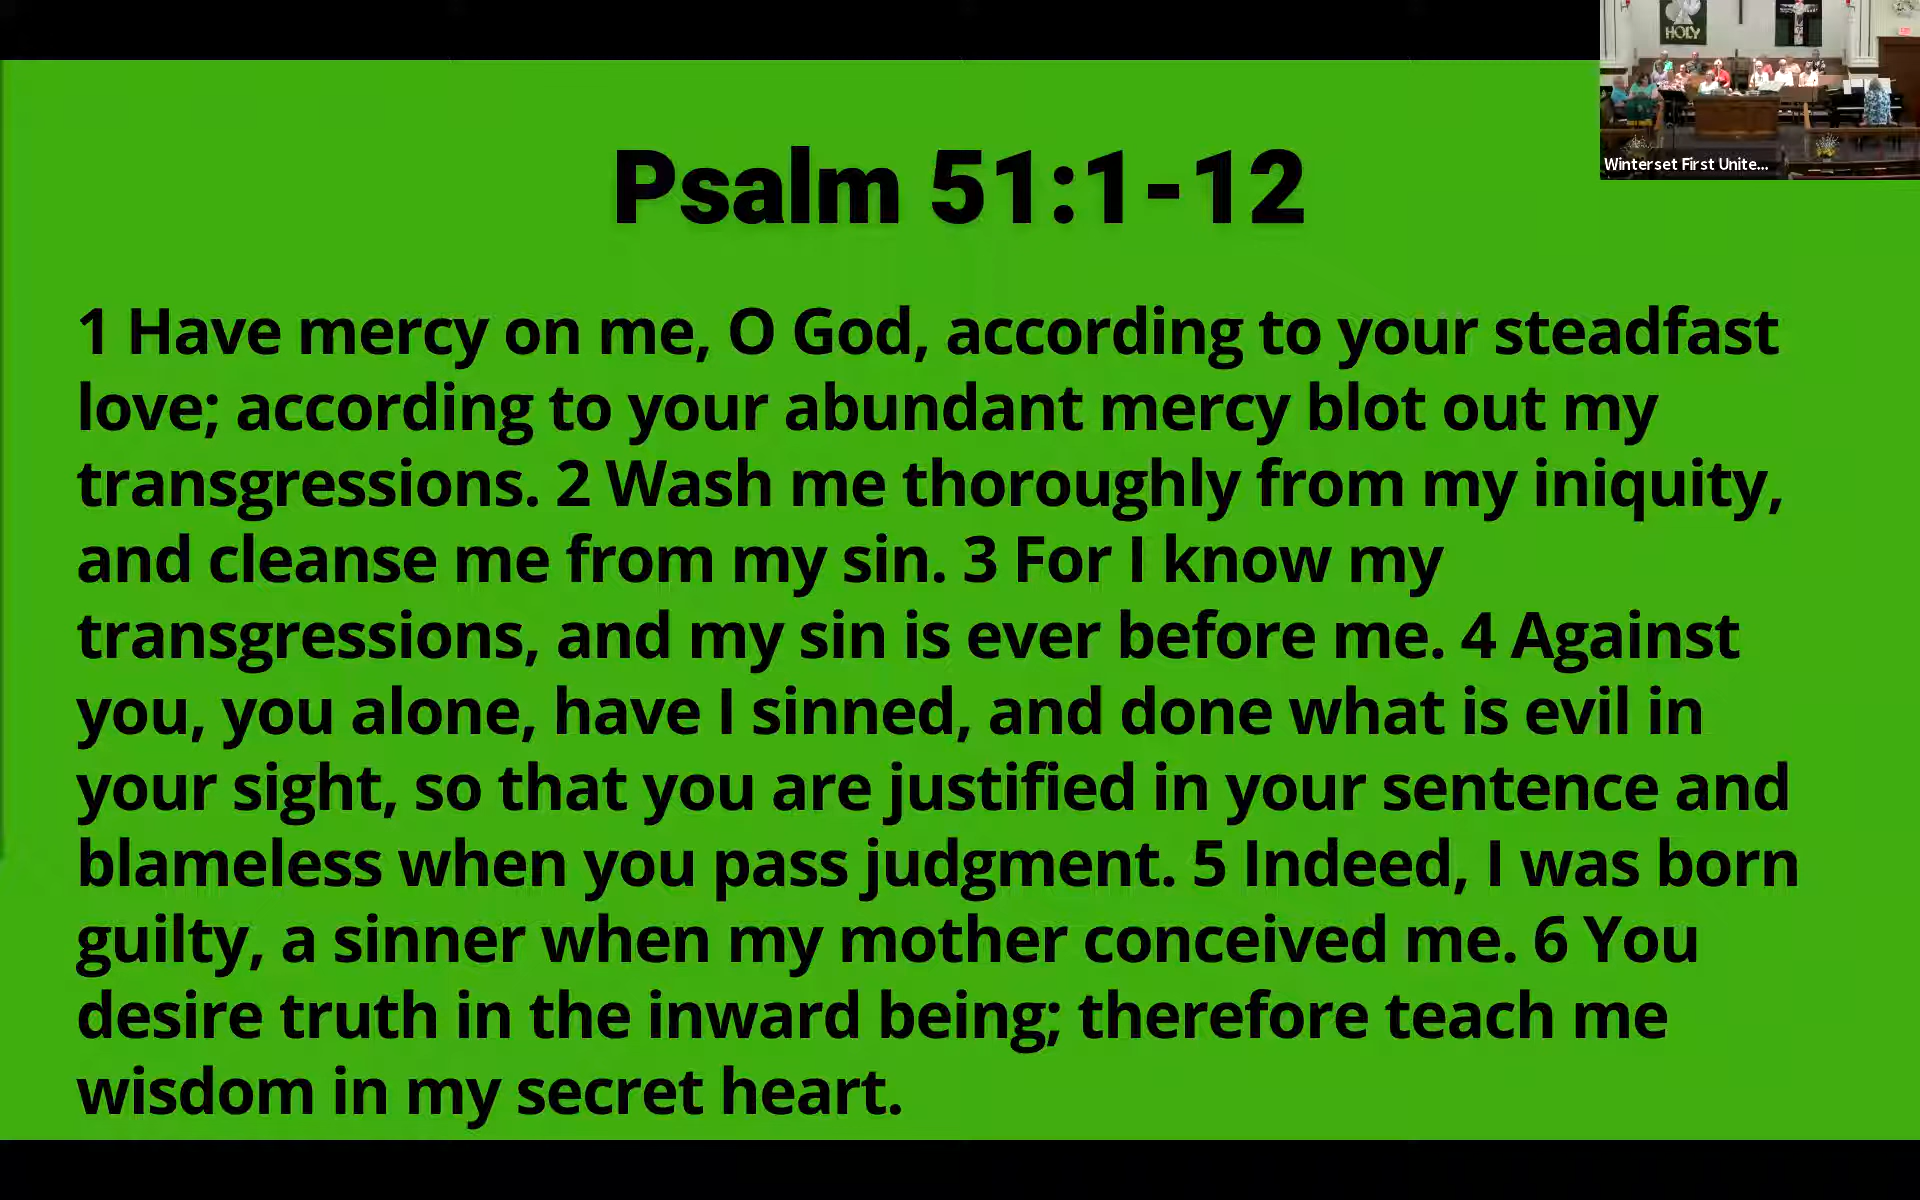 HOLY
Winterset First Unite...
Psalm 51:1-12
1 Have mercy on me, O God, according to your steadfast
love; according to your abundant mercy blot out my
transgressions. 2 Wash me thoroughly from my iniquity,
and cleanse me from my sin. 3 For I know my
transgressions, and my sin is ever before me. 4 Against
you, you alone, have I sinned, and done what is evil in
your sight, so that you are justified in your sentence and
blameless when you pass judgment. 5 Indeed, I was born
guilty, a sinner when my mother conceived me. 6 You
desire truth in the inward being; therefore teach me
wisdom in my secret heart.